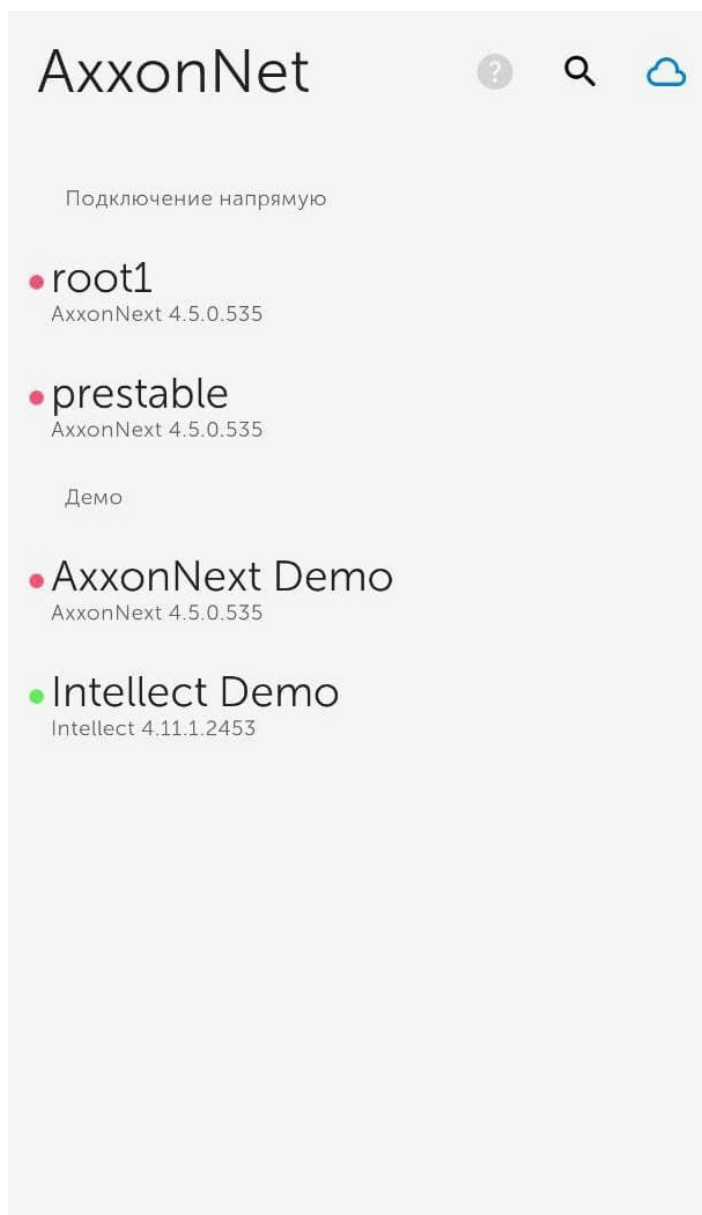 AxxonNet
Подключение напрямую
root1
AxxonNext 4.5.0.535
prestable
AxxonNext 4.5.0.535
Демо
AxxonNext Demo
AxxonNext 4.5.0.535
Intellect Demo
Intellect 4.11.1.2453